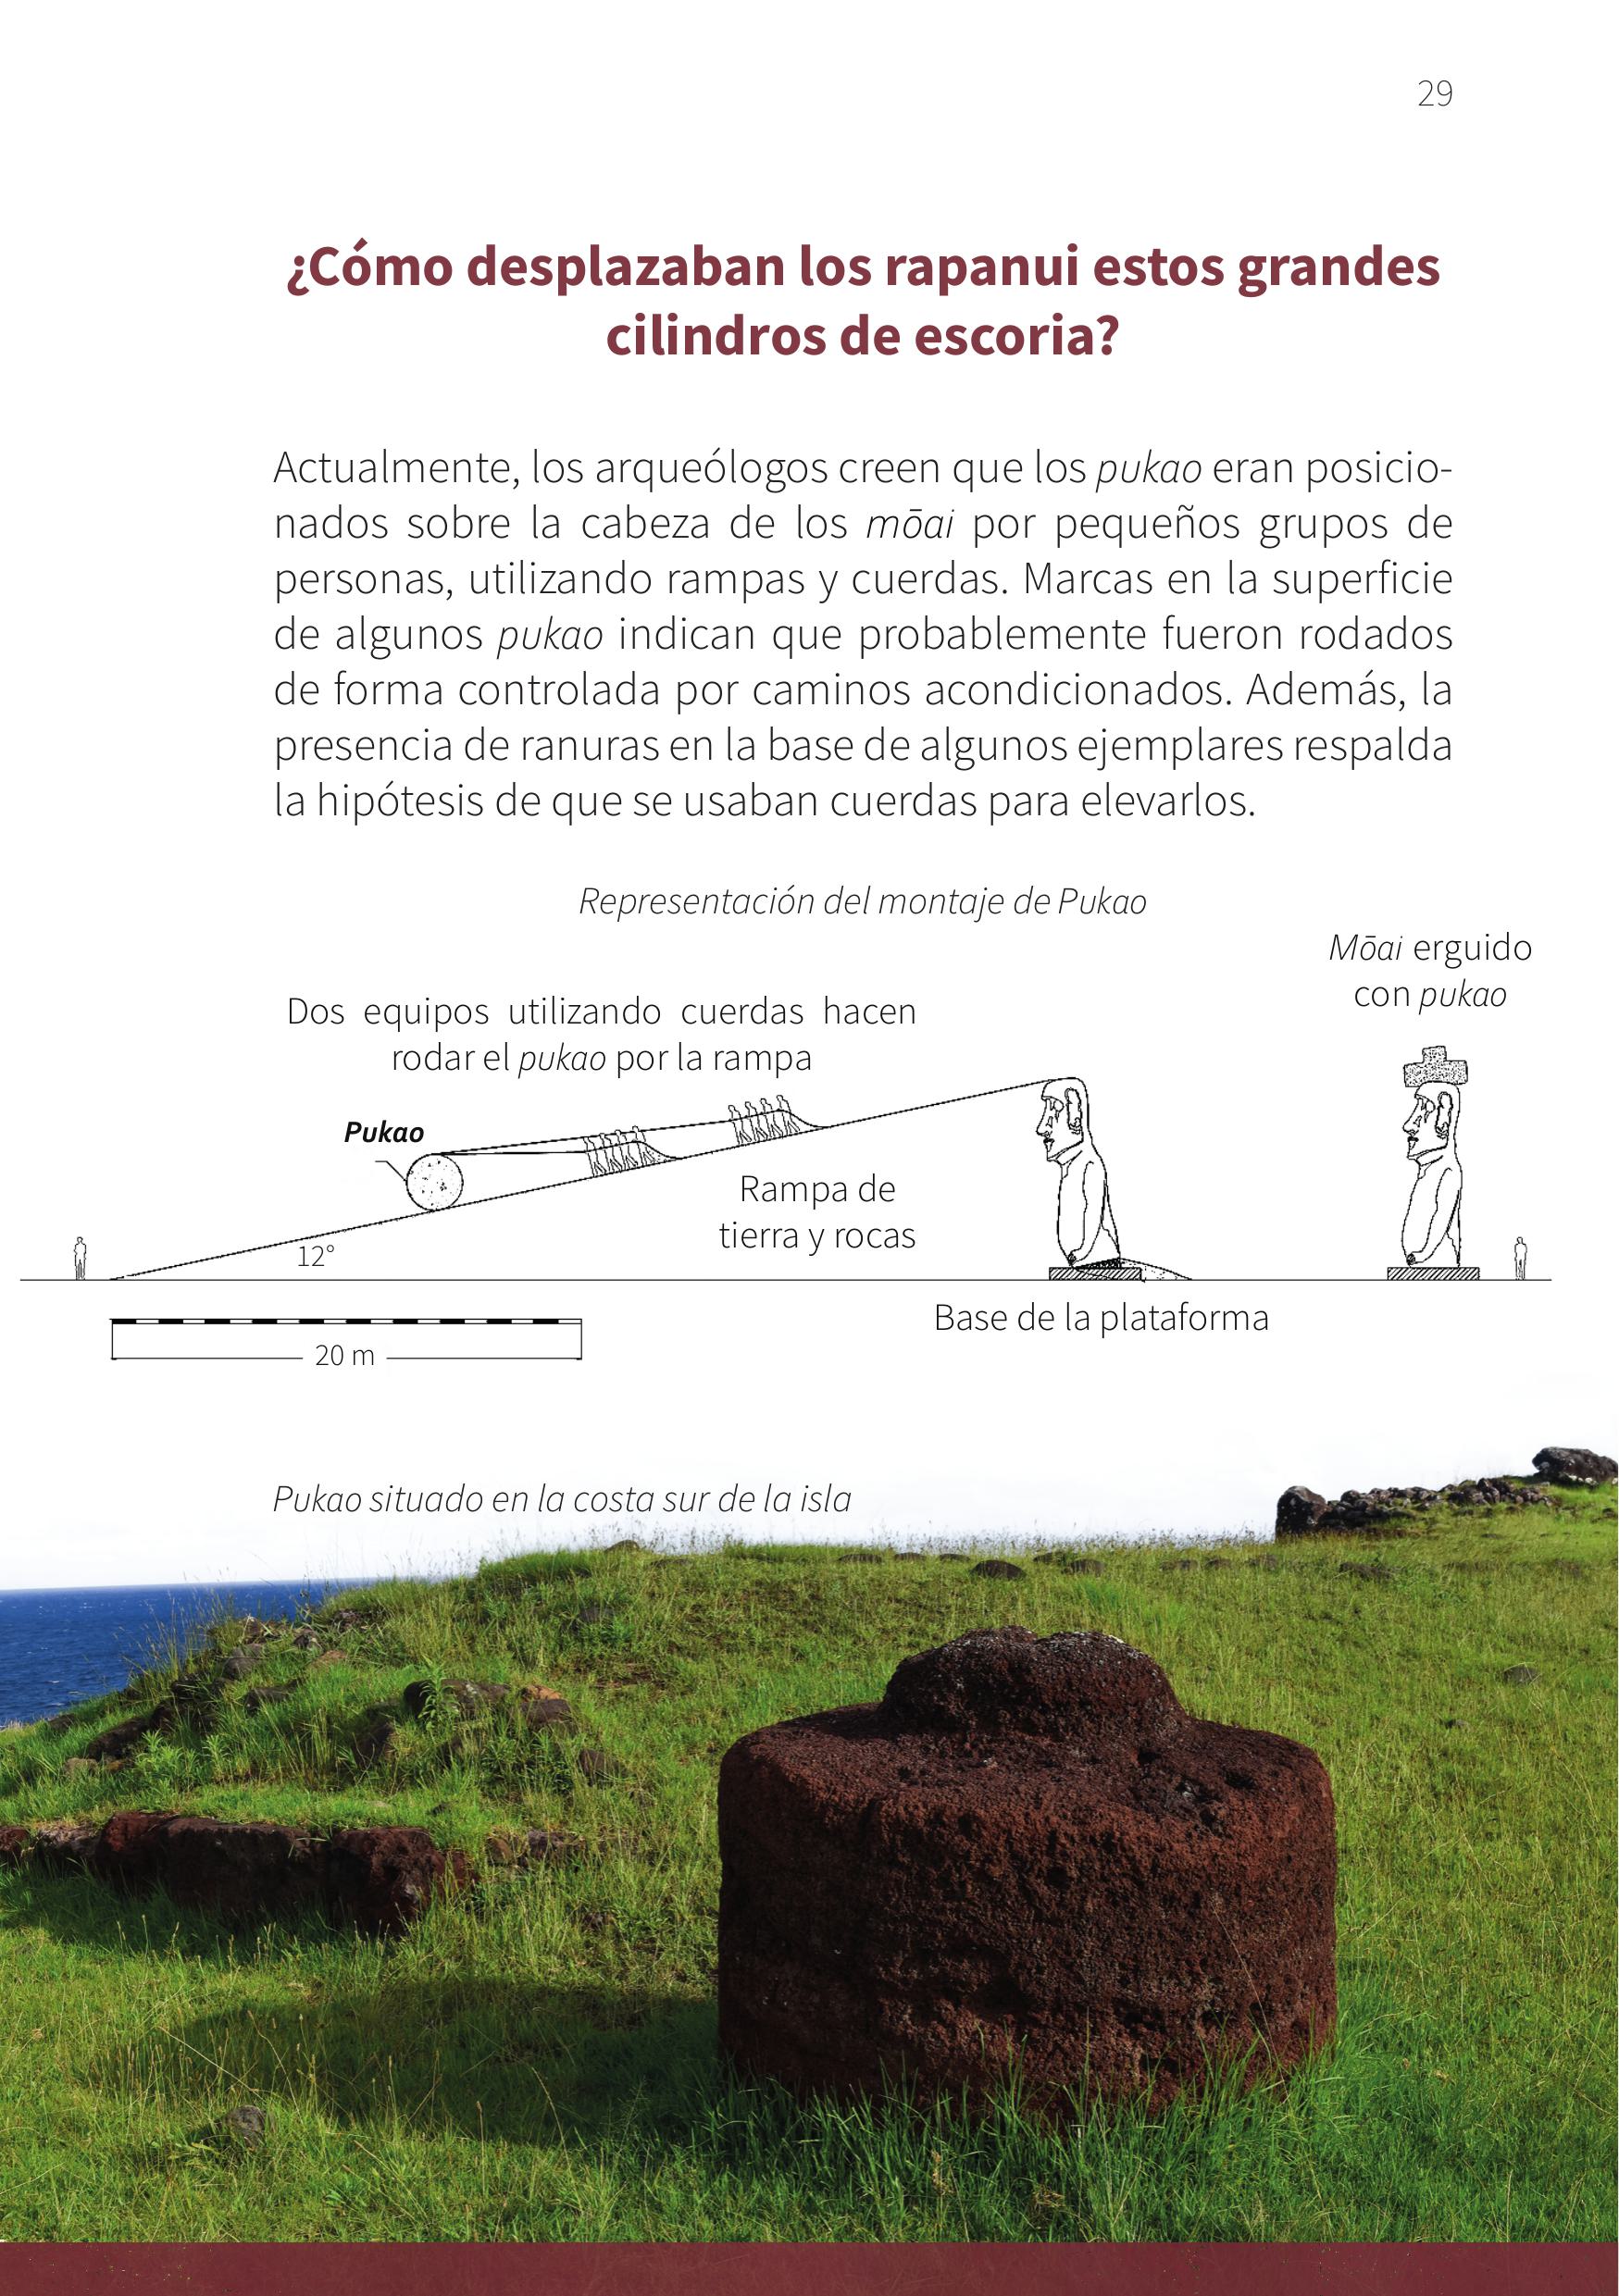 29
¿Cómo desplazaban los rapanui estos grandes
cilindros de escoria?
Actualmente, los arqueólogos creen que los pukao eran posicio-
nados sobre la cabeza de los mōai por pequeños grupos de
personas, utilizando rampas y cuerdas. Marcas en la superficie
de algunos pukao indican que probablemente fueron rodados
de forma controlada por caminos acondicionados. Además, la
presencia de ranuras en la base de algunos ejemplares respalda
la hipótesis de que se usaban cuerdas para elevarlos.
Representación del montaje de Pukao
Mōai erguido
con pukao
Dos equipos utilizando cuerdas hacen
rodar el pukao por la rampa
Pukao
Rampa de
tierra y rocas
12°
Base de la plataforma
20 m
Pukao situado en la costa sur de la isla